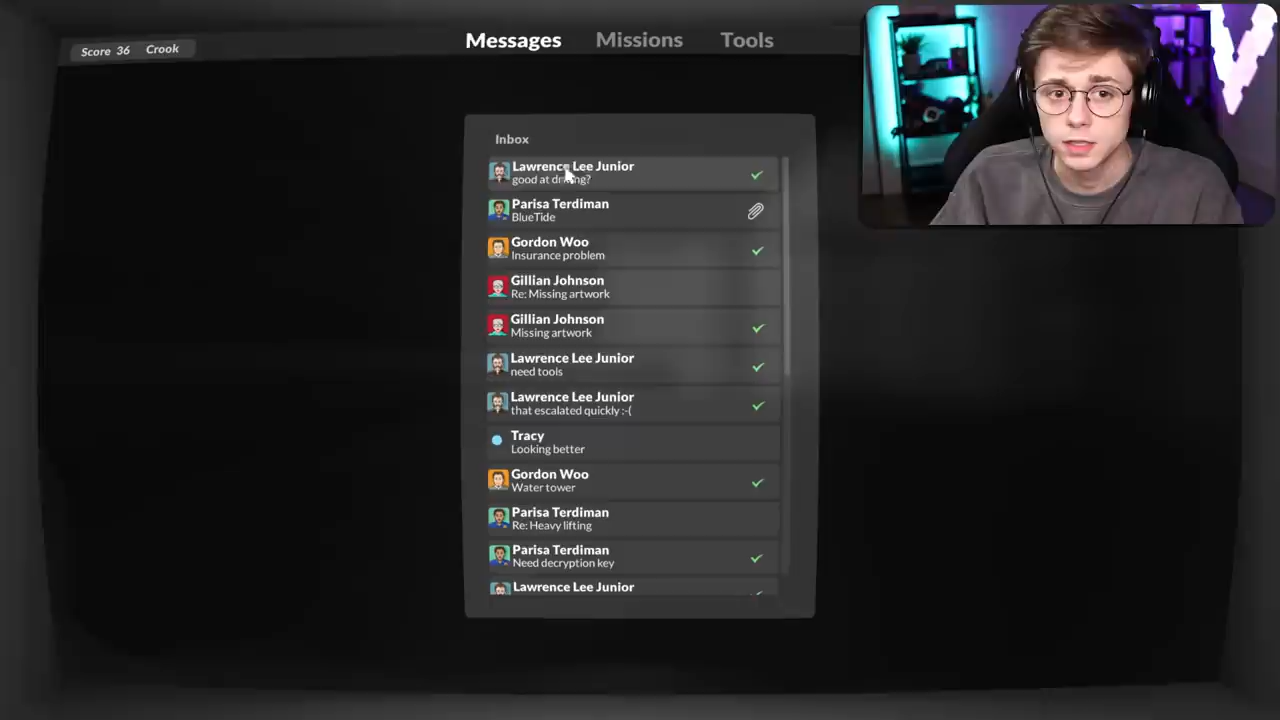 Score 36 Crook
Messages Missions Tools
Inbox
Lawrence Lee Junior
good at driving?
Parisa Terdiman
BlueTide
Gordon Woo
Insurance problem
Gillian Johnson
Re: Missing artwork
Gillian Johnson
Missing artwork
Lawrence Lee Junior
need tools
Lawrence Lee Junior
that escalated quickly :-(
Tracy
Looking better
Gordon Woo
Water tower
Parisa Terdiman
Re: Heavy lifting
Parisa Terdiman
Need decryption key
Lawrence Lee Junior